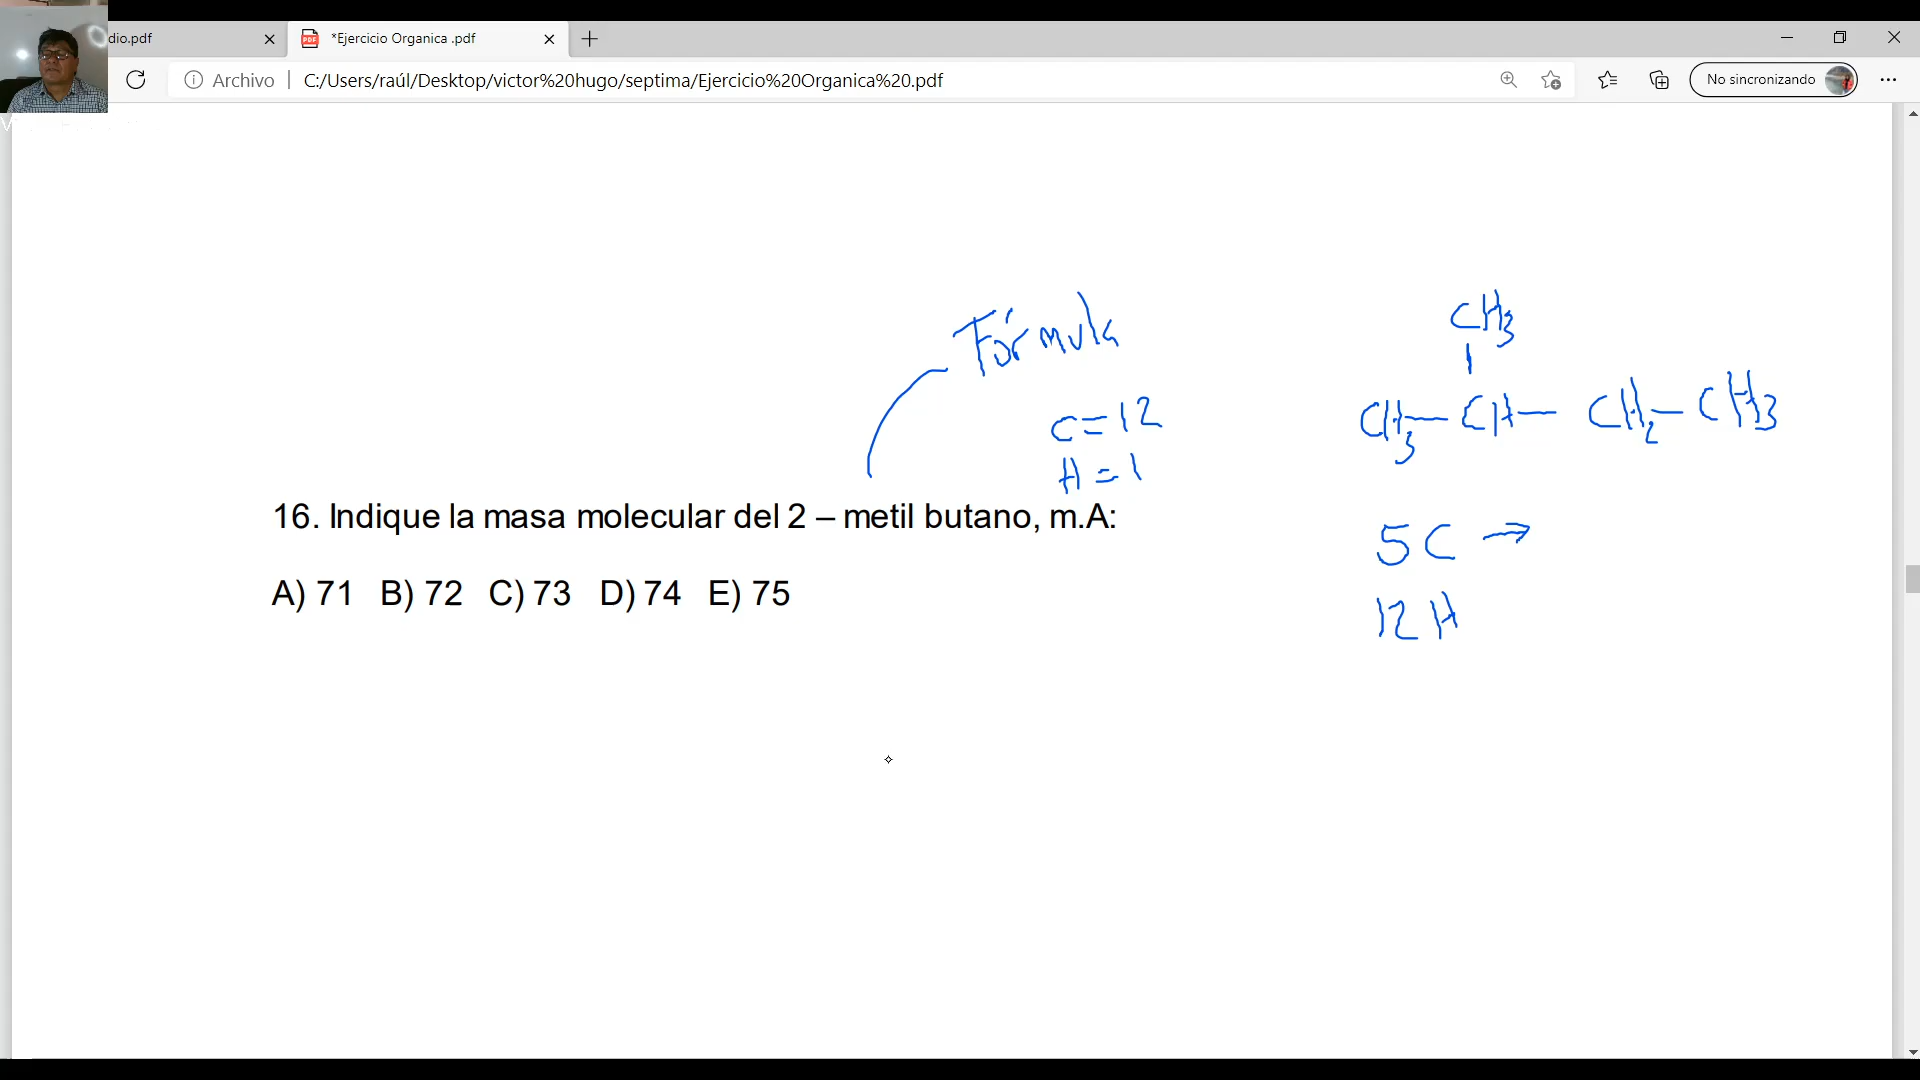 dio.pdf
*Ejercicio Organica .pdf
Archivo
C:/Users/raúl/Desktop/victor%20hugo/septima/Ejercicio%20Organica%20.pdf
No sincronizando
Fórmula
C=12
H=1
CH3
CH3— CH— CH2— CH3
16. Indique la masa molecular del 2 – metil butano, m.A:
A) 71 B) 72 C) 73 D) 74 E) 75
5C →
12 H